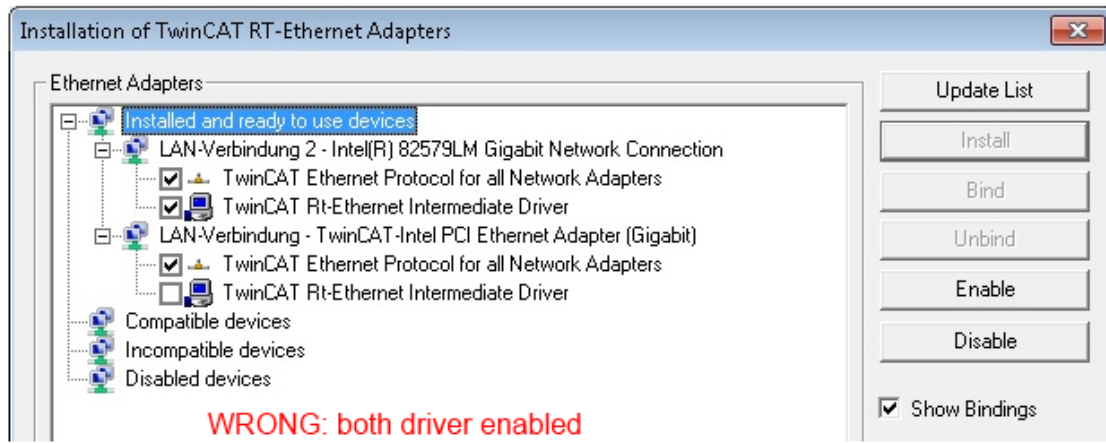 Installation of TwinCAT RT-Ethernet Adapters
Ethernet Adapters
Update List
Installed and ready to use devices
Install
LAN-Verbindung 2 - Intel(R) 82579LM Gigabit Network Connection
TwinCAT Ethernet Protocol for all Network Adapters
Bind
TwinCAT Rt-Ethernet Intermediate Driver
LAN-Verbindung - TwinCAT-Intel PCI Ethernet Adapter (Gigabit)
Unbind
TwinCAT Ethernet Protocol for all Network Adapters
TwinCAT Rt-Ethernet Intermediate Driver
Enable
Compatible devices
Incompatible devices
Disable
Disabled devices
Show Bindings
WRONG: both driver enabled